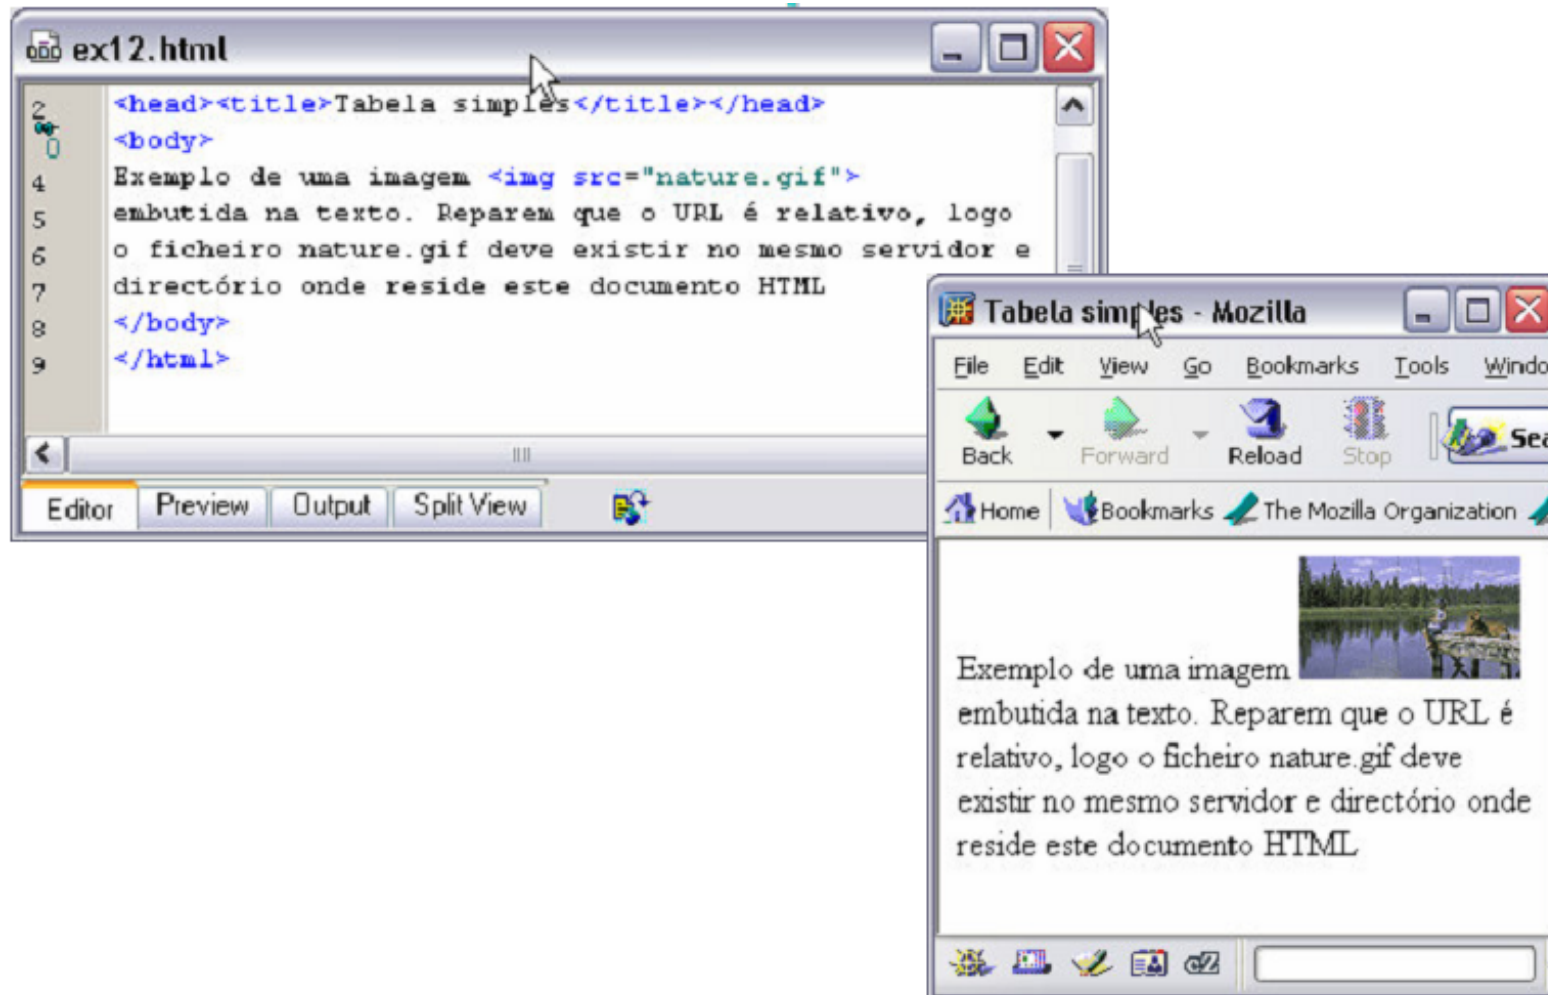 ex12.html
2 <head><title>Tabela simples</title></head>
<body>
4 Exemplo de uma imagem <img src="nature.gif">
5 embutida na texto. Reparem que o URL é relativo, logo
6 o ficheiro nature.gif deve existir no mesmo servidor e
7 directório onde reside este documento HTML
8 </body>
9 </html>
Editor Preview Output Split View
Tabela simples - Mozilla
File Edit View Go Bookmarks Tools Windo
Back Forward Reload Stop Sea
Home Bookmarks The Mozilla Organization
Exemplo de uma imagem
embutida na texto. Reparem que o URL é
relativo, logo o ficheiro nature.gif deve
existir no mesmo servidor e directório onde
reside este documento HTML